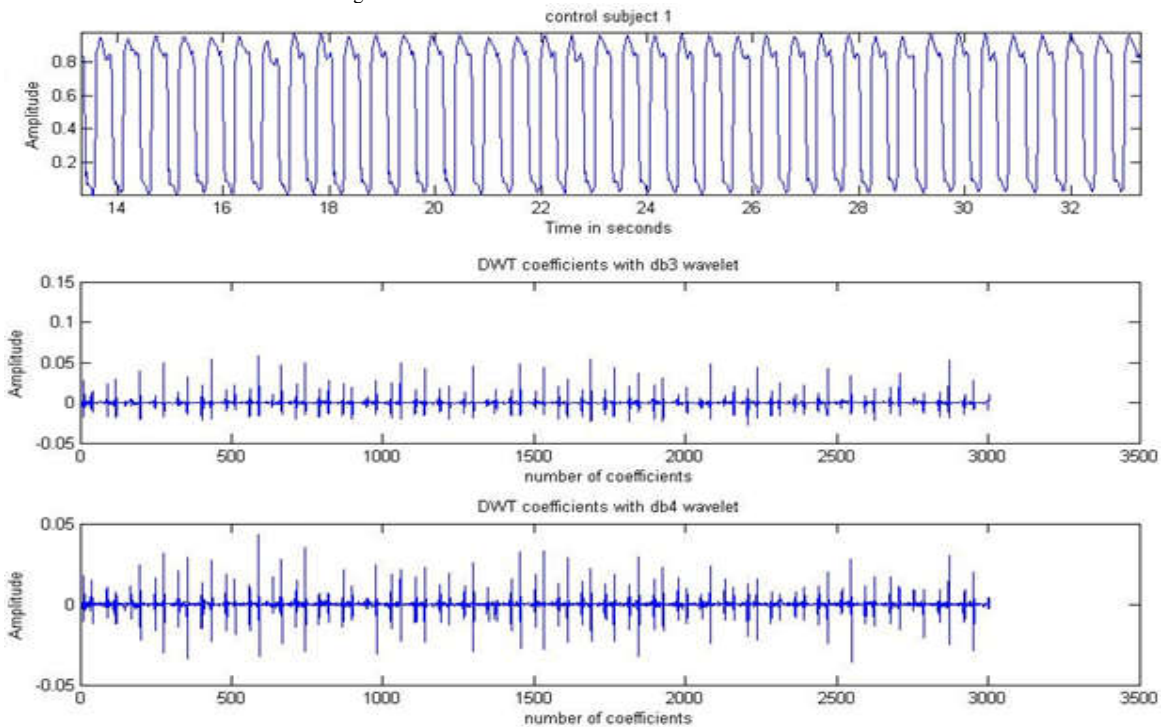 control subject 1
Amplitude
0.8
0.6
0.4
0.2
14 16 18 20 22 24 26 28 30 32
Time in seconds
DWT coefficients with db3 wavelet
Amplitude
0.15
0.1
0.05
0
-0.05
0 500 1000 1500 2000 2500 3000 3500
number of coefficients
DWT coefficients with db4 wavelet
Amplitude
0.05
0
-0.05
0 500 1000 1500 2000 2500 3000 3500
number of coefficients